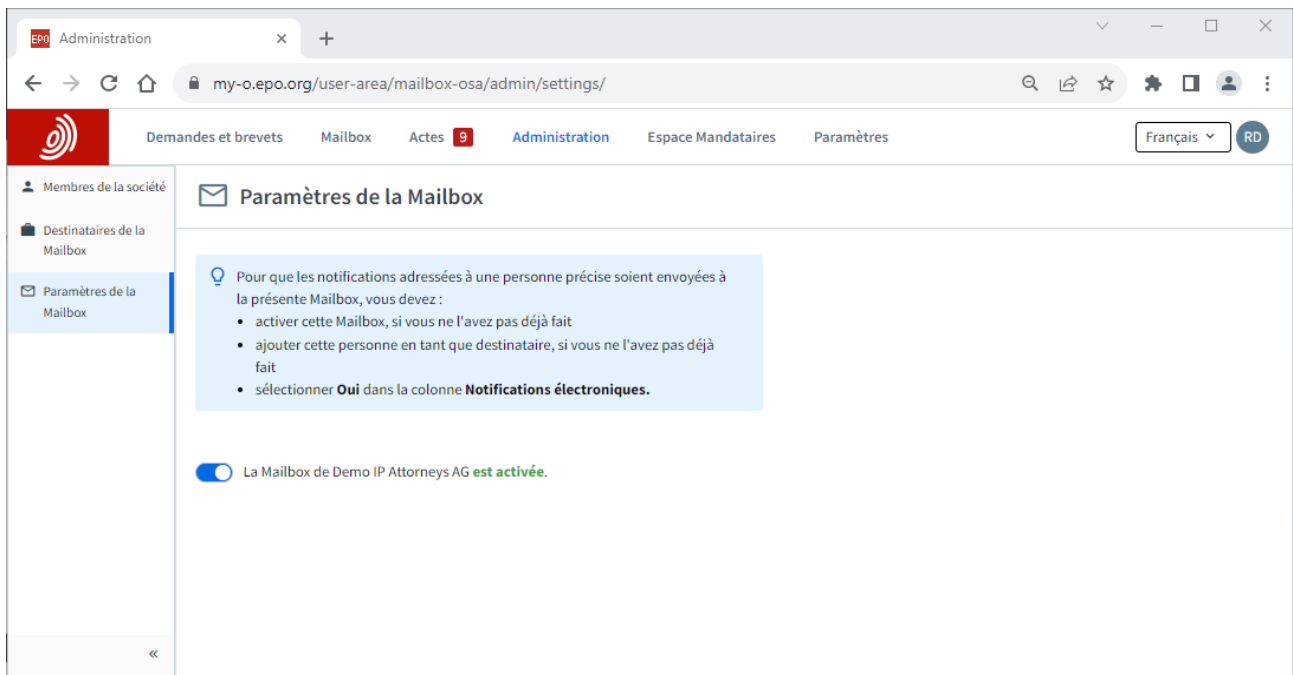 EPO Administration
my-o.epo.org/user-area/mailbox-osa/admin/settings/
Demandes et brevets Mailbox Actes 9 Administration Espace Mandataires Paramètres Français RD
Membres de la société
Destinataires de la
Mailbox
Paramètres de la
Mailbox
Paramètres de la Mailbox
Pour que les notifications adressées à une personne précise soient envoyées à
la présente Mailbox, vous devez :
• activer cette Mailbox, si vous ne l'avez pas déjà fait
• ajouter cette personne en tant que destinataire, si vous ne l'avez pas déjà
fait
• sélectionner Oui dans la colonne Notifications électroniques.
La Mailbox de Demo IP Attorneys AG est activée.